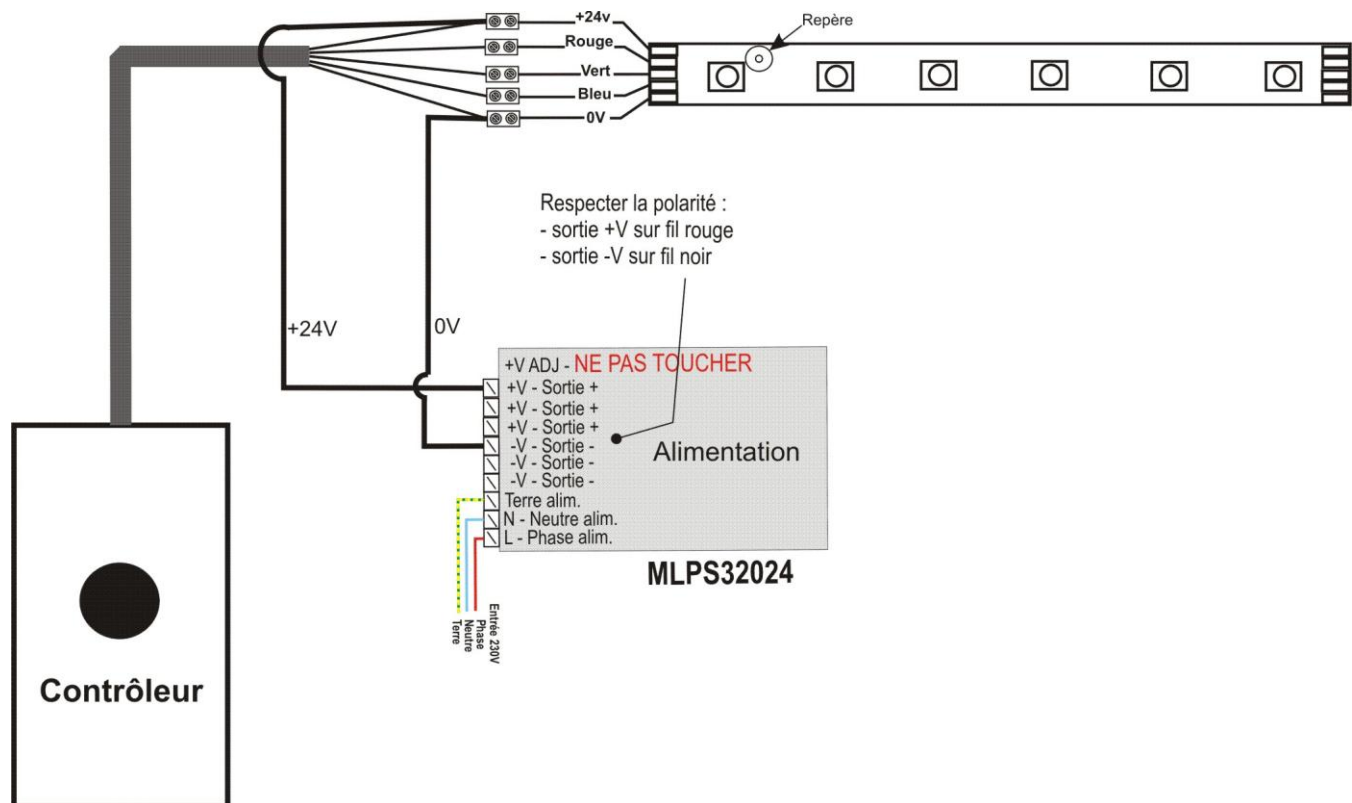 +24v
Rouge
Vert
Bleu
0V
Repère
Respecter la polarité :
- sortie +V sur fil rouge
- sortie -V sur fil noir
+24V
0V
+V ADJ - NE PAS TOUCHER
+V - Sortie +
+V - Sortie +
+V - Sortie +
-V - Sortie -
-V - Sortie -
-V - Sortie -
Terre alim.
N - Neutre alim.
L - Phase alim.
Alimentation
MLPS32024
Entrée 230V
Phase
Neutre
Terre
Contrôleur